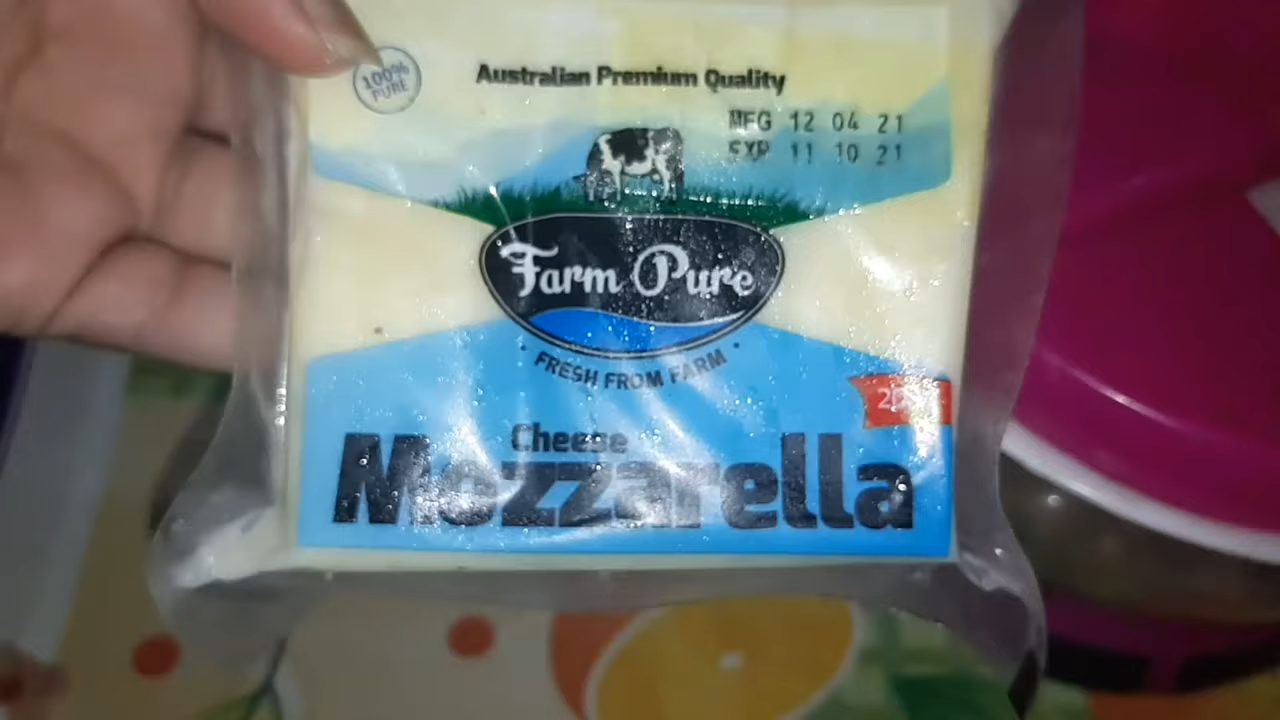 100%
PURE
Australian Premium Quality
MFG 12 04 21
EXP 11 10 21
Farm Pure
• FRESH FROM FARM •
Cheese
Mozzarella